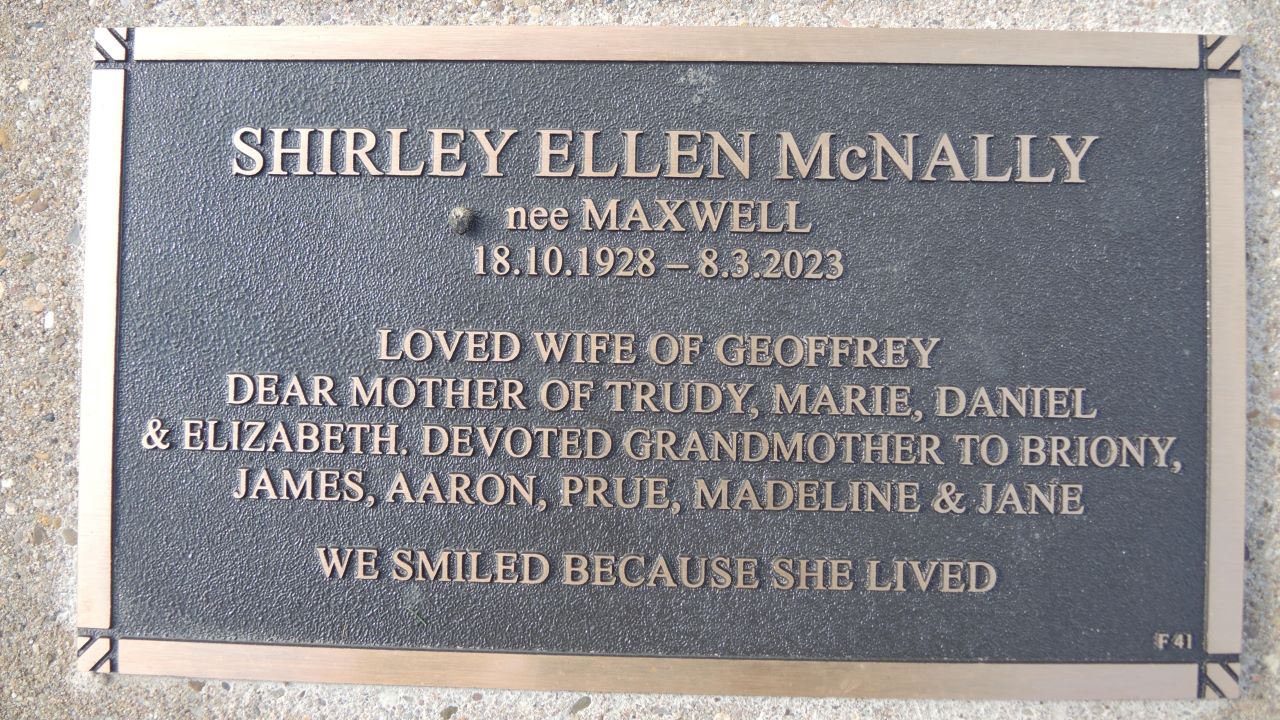 SHIRLEY ELLEN McNALLY
nee MAXWELL
18.10.1928 – 8.3.2023
LOVED WIFE OF GEOFFREY
DEAR MOTHER OF TRUDY, MARIE, DANIEL
& ELIZABETH. DEVOTED GRANDMOTHER TO BRIONY,
JAMES, AARON, PRUE, MADELINE & JANE
WE SMILED BECAUSE SHE LIVED
F 41